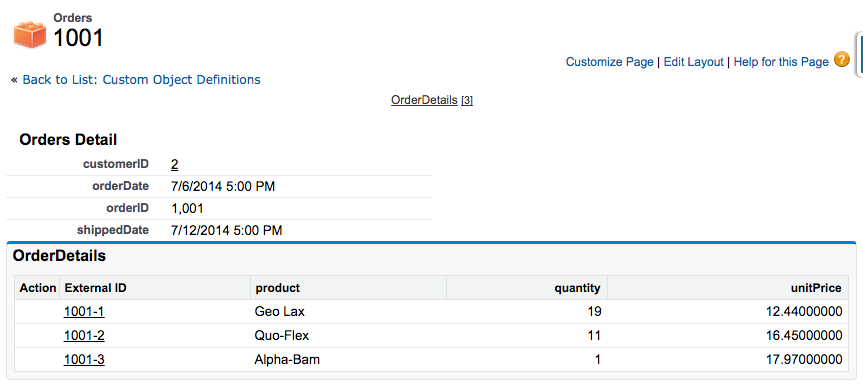 Orders
1001
Customize Page | Edit Layout | Help for this Page ?
« Back to List: Custom Object Definitions
OrderDetails [3]
Orders Detail
customerID 2
orderDate 7/6/2014 5:00 PM
orderID 1,001
shippedDate 7/12/2014 5:00 PM
OrderDetails
Action External ID product quantity unitPrice
1001-1 Geo Lax 19 12.44000000
1001-2 Quo-Flex 11 16.45000000
1001-3 Alpha-Bam 1 17.97000000